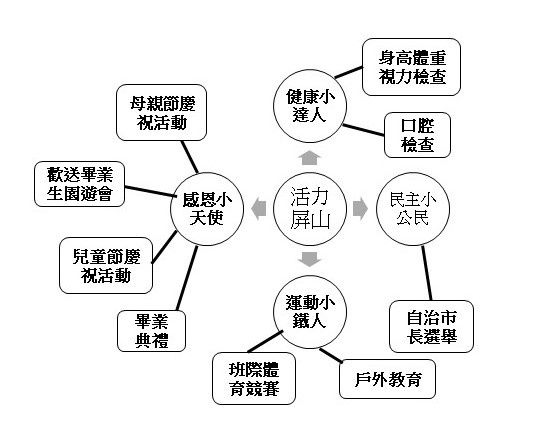 身高體重
視力檢查
健康小
達人
口腔
檢查
母親節慶
祝活動
歡送畢業
生園遊會
感恩小
天使
兒童節慶
祝活動
畢業
典禮
活力
屏山
民主小
公民
自治市
長選舉
運動小
鐵人
班際體
育競賽
戶外教育